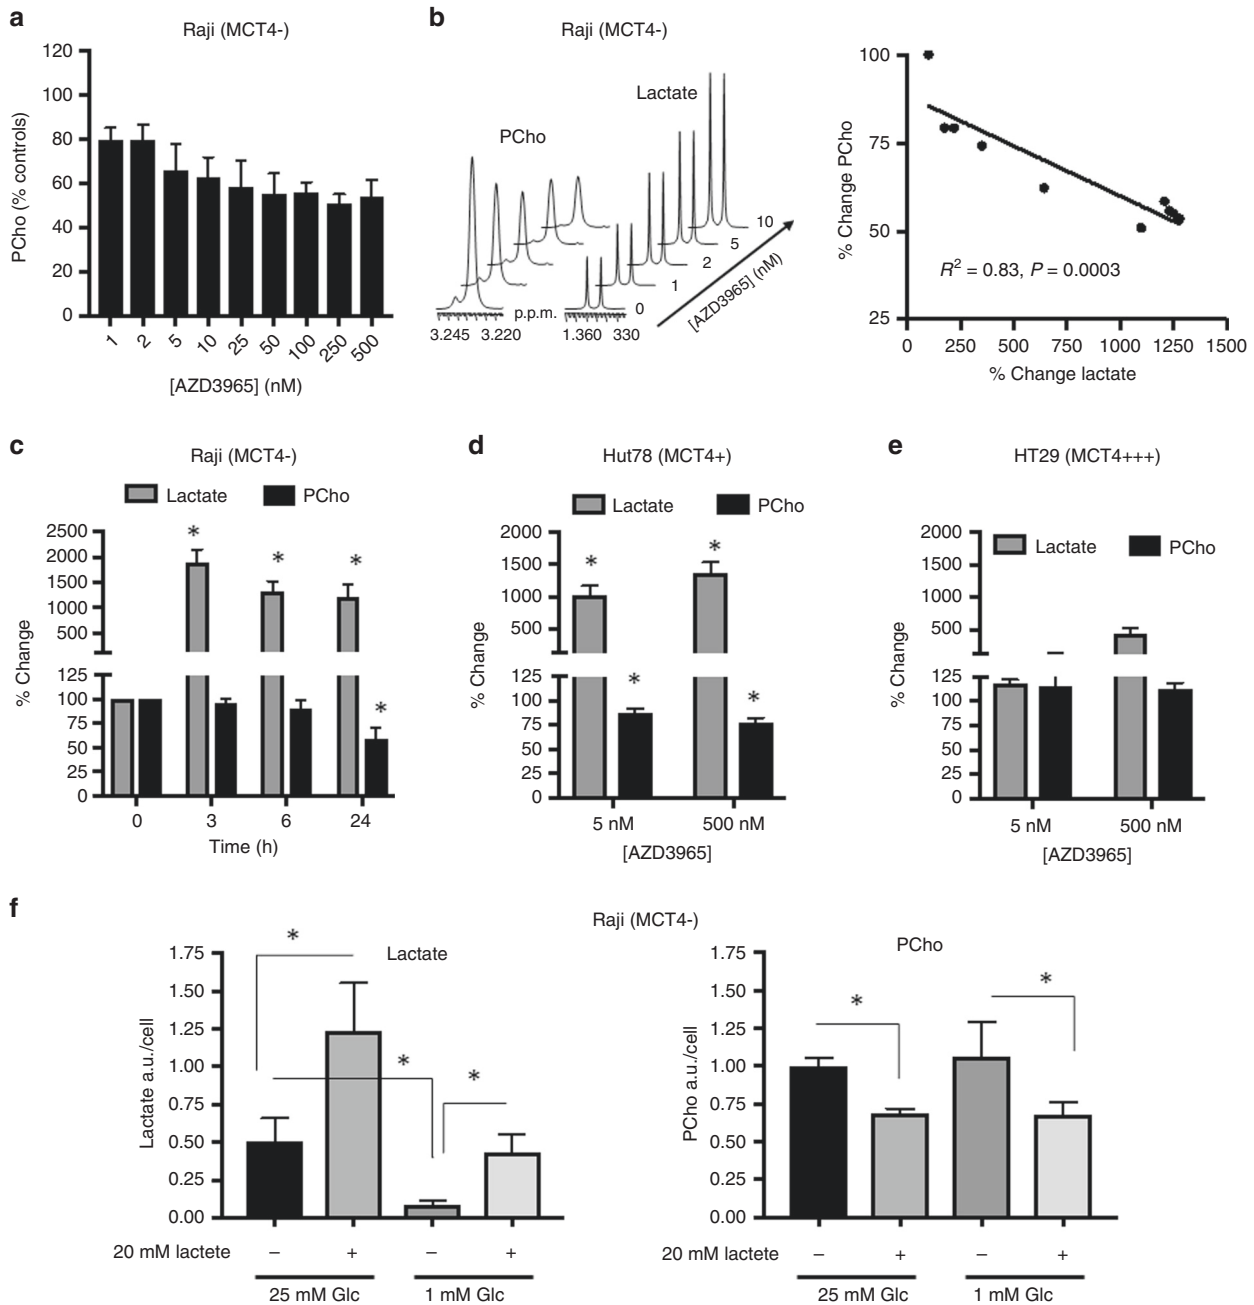 a
Raji (MCT4-)
PCho (% controls)
120
100
80
60
40
20
0
1 2 5 10 25 50 100 250 500
[AZD3965] (nM)
b
Raji (MCT4-)
PCho
Lactate
10
5
2
1
0
[AZD3965] (nM)
p.p.m.
3.245 3.220 1.360 330
% Change PCho
100
75
50
25
R² = 0.83, P = 0.0003
0 250 500 750 1000 1250 1500
% Change lactate
c
Raji (MCT4-)
Lactate PCho
% Change
2500
2000
1500
1000
500
125
100
75
50
25
0
* * * *
0 3 6 24
Time (h)
d
Hut78 (MCT4+)
Lactate PCho
% Change
2000
1500
1000
500
125
100
75
50
25
0
* * * *
5 nM 500 nM
[AZD3965]
e
HT29 (MCT4+++)
Lactate PCho
% Change
2000
1500
1000
500
125
100
75
50
25
0
5 nM 500 nM
[AZD3965]
f
Raji (MCT4-)
Lactate
Lactate a.u./cell
1.75
1.50
1.25
1.00
0.75
0.50
0.25
0.00
* * *
20 mM lactete – + – +
25 mM Glc 1 mM Glc
PCho
PCho a.u./cell
1.75
1.50
1.25
1.00
0.75
0.50
0.25
0.00
* *
20 mM lactete – + – +
25 mM Glc 1 mM Glc